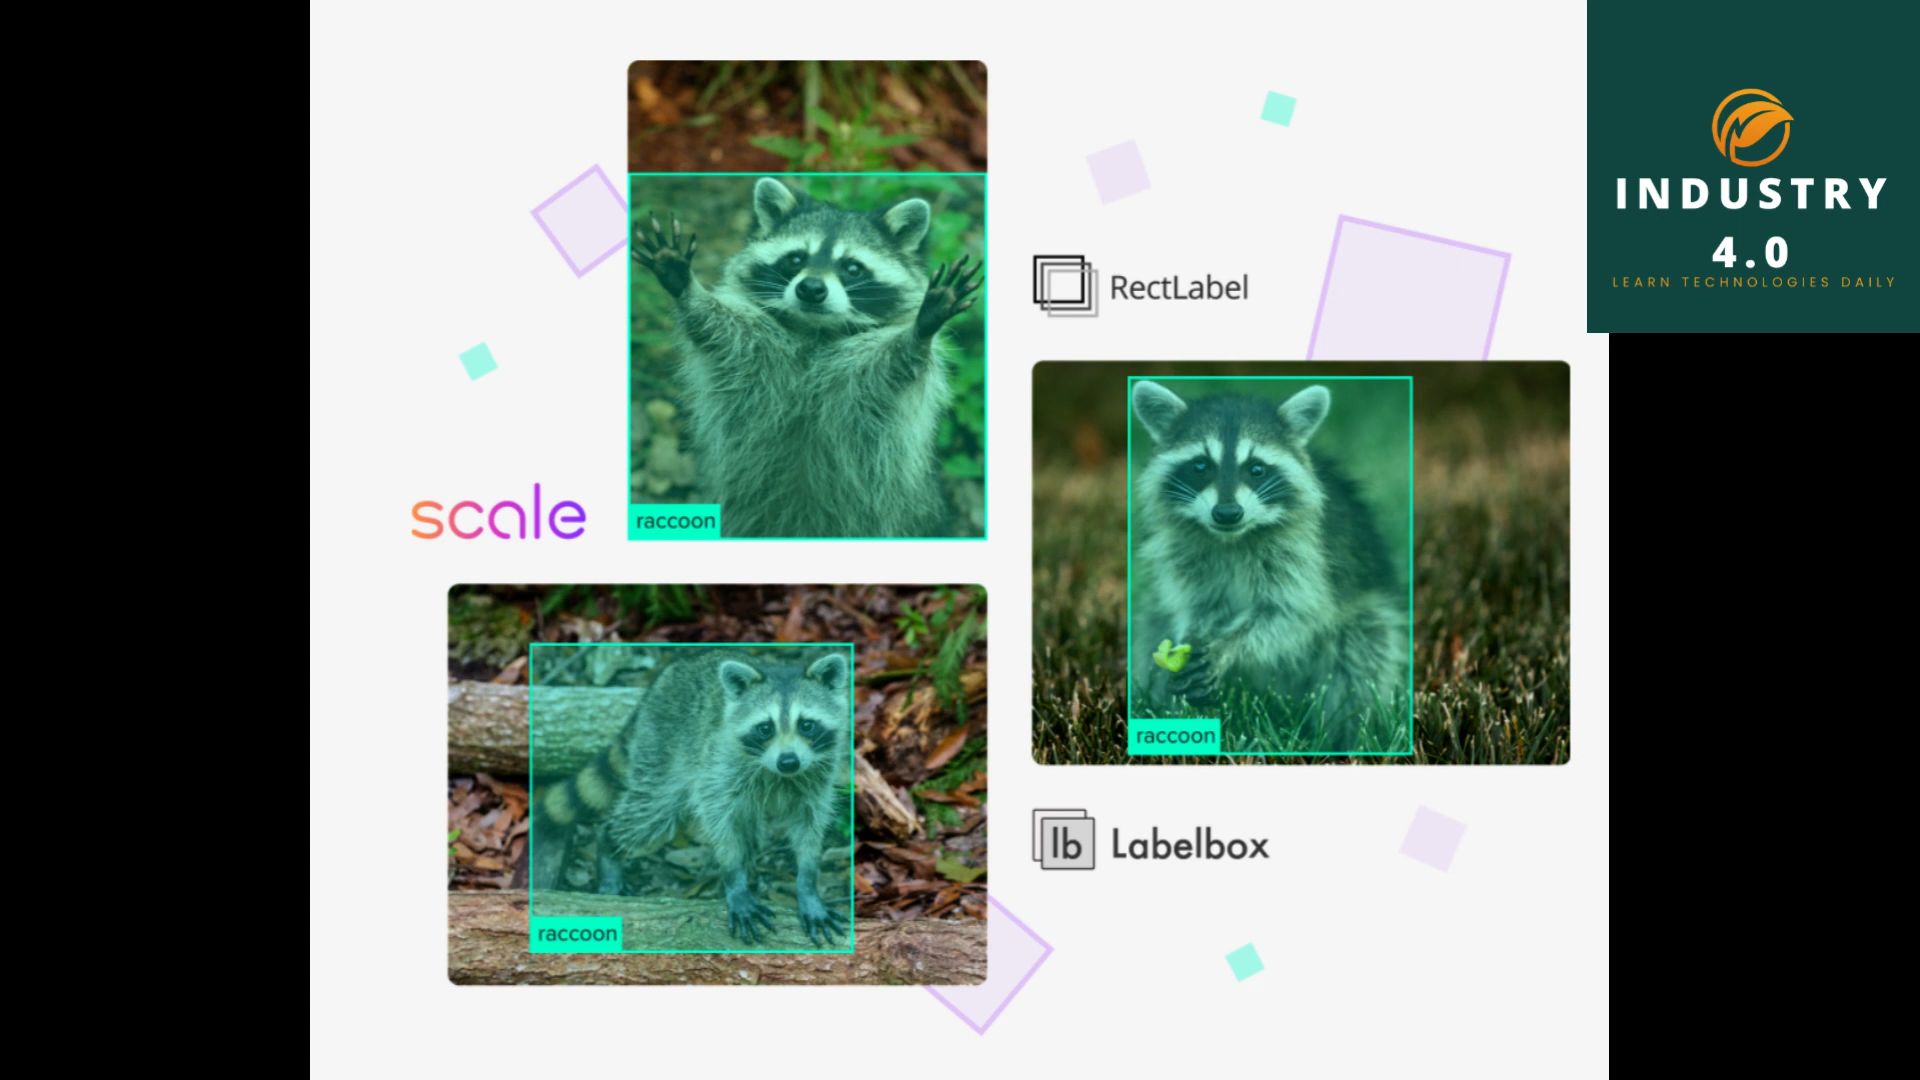 INDUSTRY
4.0
LEARN TECHNOLOGIES DAILY
RectLabel
scale
raccoon
raccoon
raccoon
lb
Labelbox